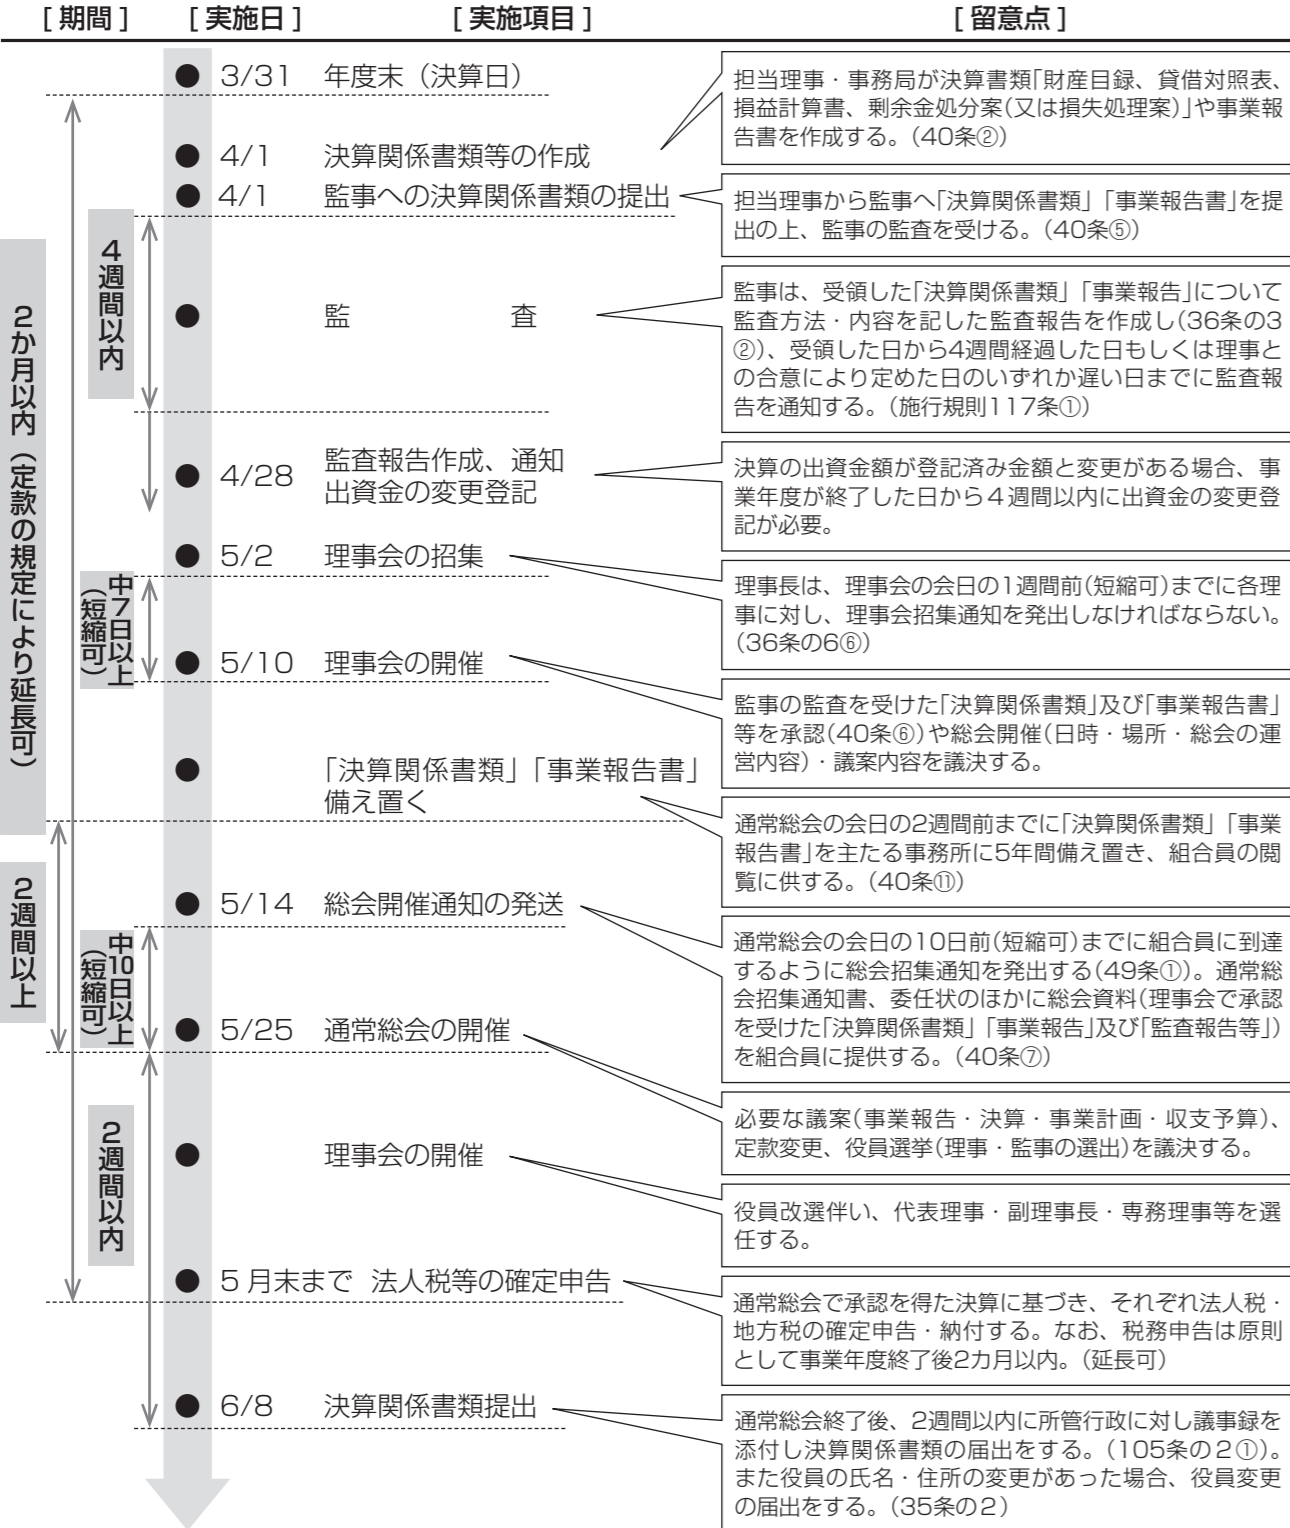 [ 期間 ] [ 実施日 ] [ 実施項目 ] [ 留意点 ]
● 3/31 年度末（決算日）
● 4/1 決算関係書類等の作成
担当理事・事務局が決算書類「財産目録、貸借対照表、
損益計算書、剰余金処分案(又は損失処理案)」や事業報
告書を作成する。（40条②）
● 4/1 監事への決算関係書類の提出
担当理事から監事へ「決算関係書類」「事業報告書」を提
出の上、監事の監査を受ける。（40条⑤）
4週間以内
● 監 査
監事は、受領した「決算関係書類」「事業報告」について
監査方法・内容を記した監査報告を作成し(36条の3
②)、受領した日から4週間経過した日もしくは理事と
の合意により定めた日のいずれか遅い日までに監査報
告を通知する。（施行規則117条①）
2か月以内（定款の規定により延長可）
● 4/28 監査報告作成、通知
出資金の変更登記
決算の出資金額が登記済み金額と変更がある場合、事
業年度が終了した日から４週間以内に出資金の変更登
記が必要。
● 5/2 理事会の招集
理事長は、理事会の会日の1週間前(短縮可)までに各理
事に対し、理事会招集通知を発出しなければならない。
（36条の6⑥）
中7日以上
（短縮可）
● 5/10 理事会の開催
監事の監査を受けた「決算関係書類」及び「事業報告書」
等を承認(40条⑥)や総会開催(日時・場所・総会の運
営内容)・議案内容を議決する。
● 「決算関係書類」「事業報告書」
備え置く
通常総会の会日の2週間前までに「決算関係書類」「事業
報告書」を主たる事務所に5年間備え置き、組合員の閲
覧に供する。（40条⑪）
2週間以上
● 5/14 総会開催通知の発送
通常総会の会日の10日前(短縮可)までに組合員に到達
するように総会招集通知を発出する(49条①)。通常総
会招集通知書、委任状のほかに総会資料(理事会で承認
を受けた「決算関係書類」「事業報告」及び「監査報告等」)
を組合員に提供する。（40条⑦）
中10日以上
（短縮可）
● 5/25 通常総会の開催
必要な議案(事業報告・決算・事業計画・収支予算)、
定款変更、役員選挙(理事・監事の選出)を議決する。
2週間以内
● 理事会の開催
役員改選伴い、代表理事・副理事長・専務理事等を選
任する。
● 5月末まで 法人税等の確定申告
通常総会で承認を得た決算に基づき、それぞれ法人税・
地方税の確定申告・納付する。なお、税務申告は原則
として事業年度終了後2カ月以内。（延長可）
● 6/8 決算関係書類提出
通常総会終了後、2週間以内に所管行政に対し議事録を
添付し決算関係書類の届出をする。（105条の２①）。
また役員の氏名・住所の変更があった場合、役員変更
の届出をする。（35条の２）